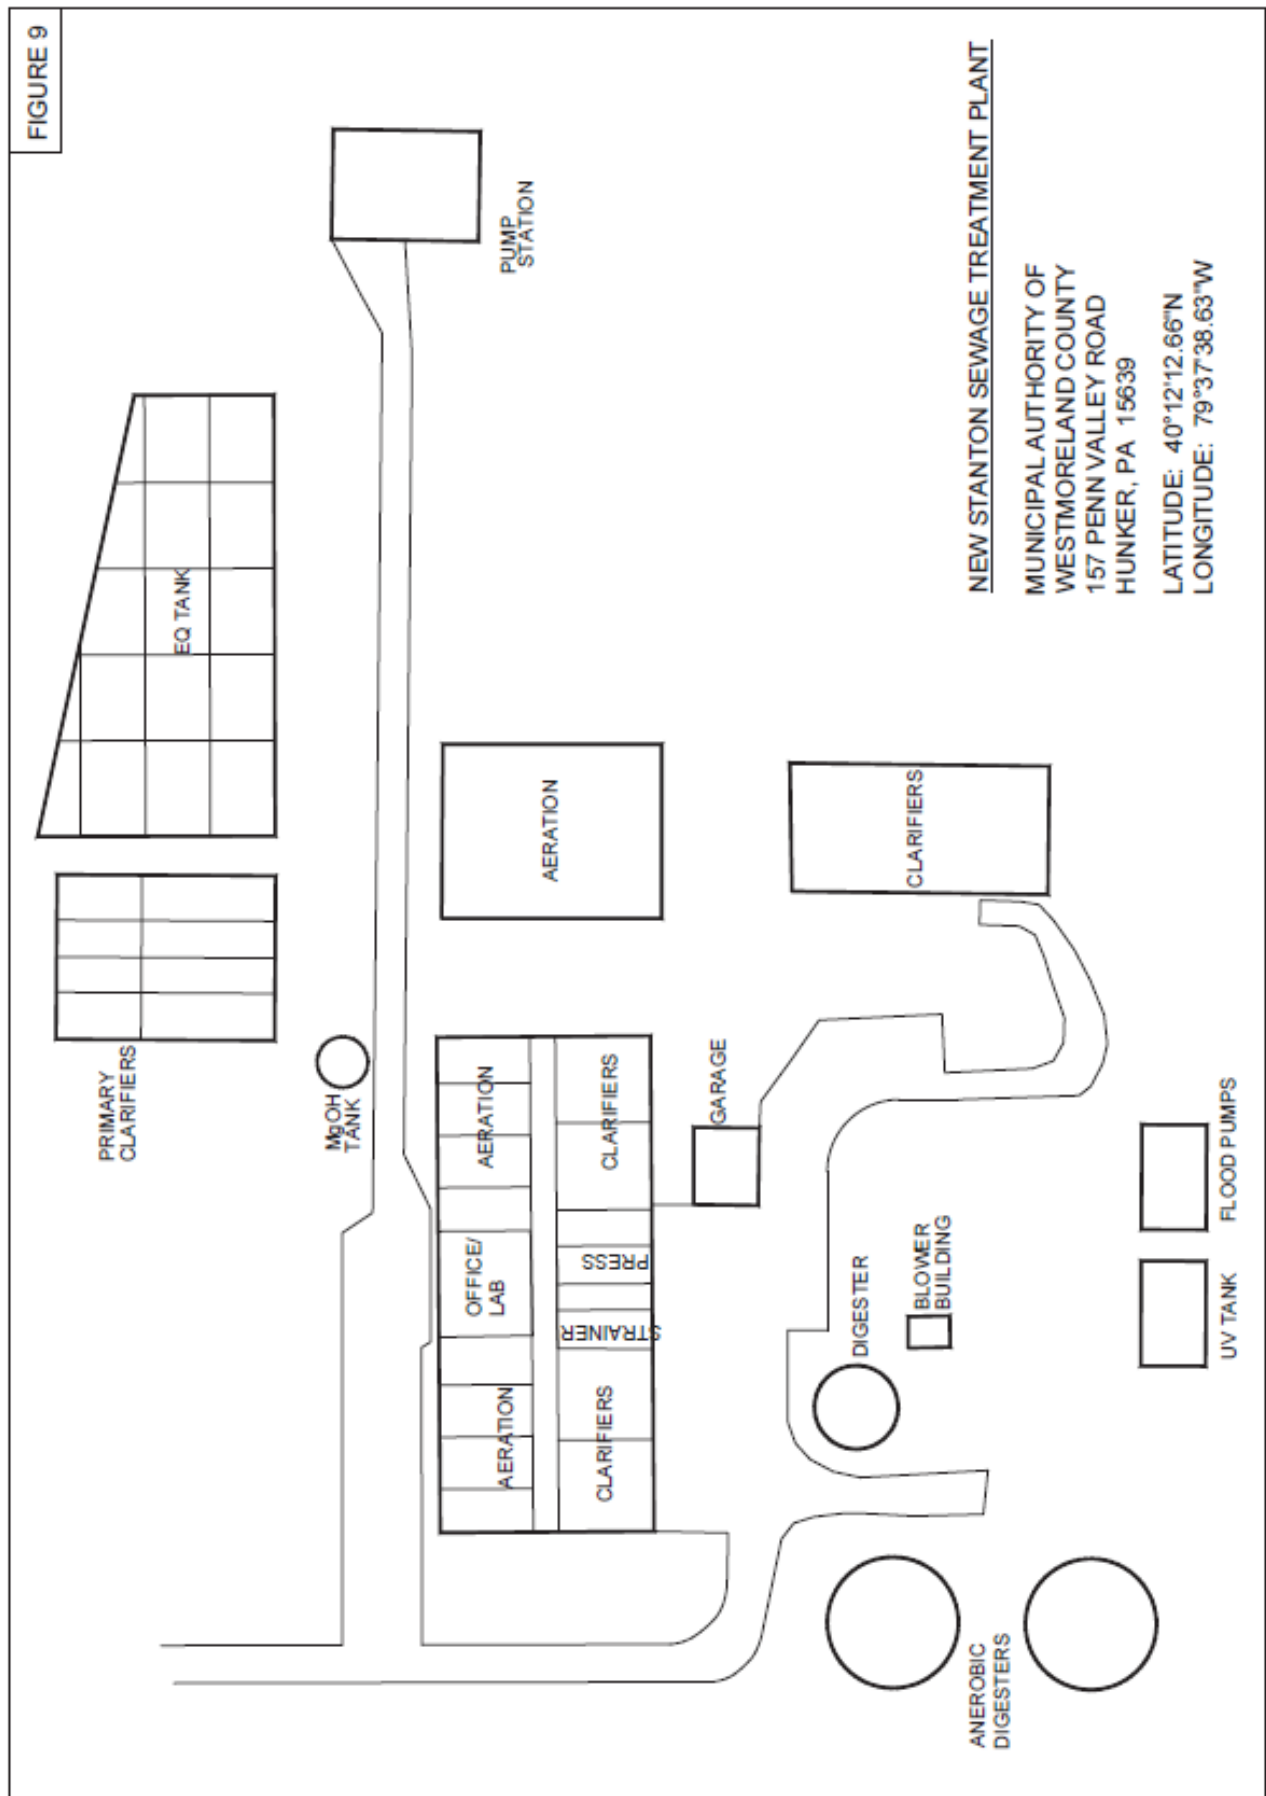 FIGURE 9
PRIMARY
CLARIFIERS
EQ TANK
MgOH
TANK
PUMP
STATION
AERATION
OFFICE/
LAB
AERATION
AERATION
CLARIFIERS
STRAINER
PRESS
CLARIFIERS
GARAGE
CLARIFIERS
DIGESTER
BLOWER
BUILDING
ANEROBIC
DIGESTERS
UV TANK
FLOOD PUMPS
NEW STANTON SEWAGE TREATMENT PLANT
MUNICIPAL AUTHORITY OF
WESTMORELAND COUNTY
157 PENN VALLEY ROAD
HUNKER, PA 15639
LATITUDE: 40°12'12.66"N
LONGITUDE: 79°37'38.63"W